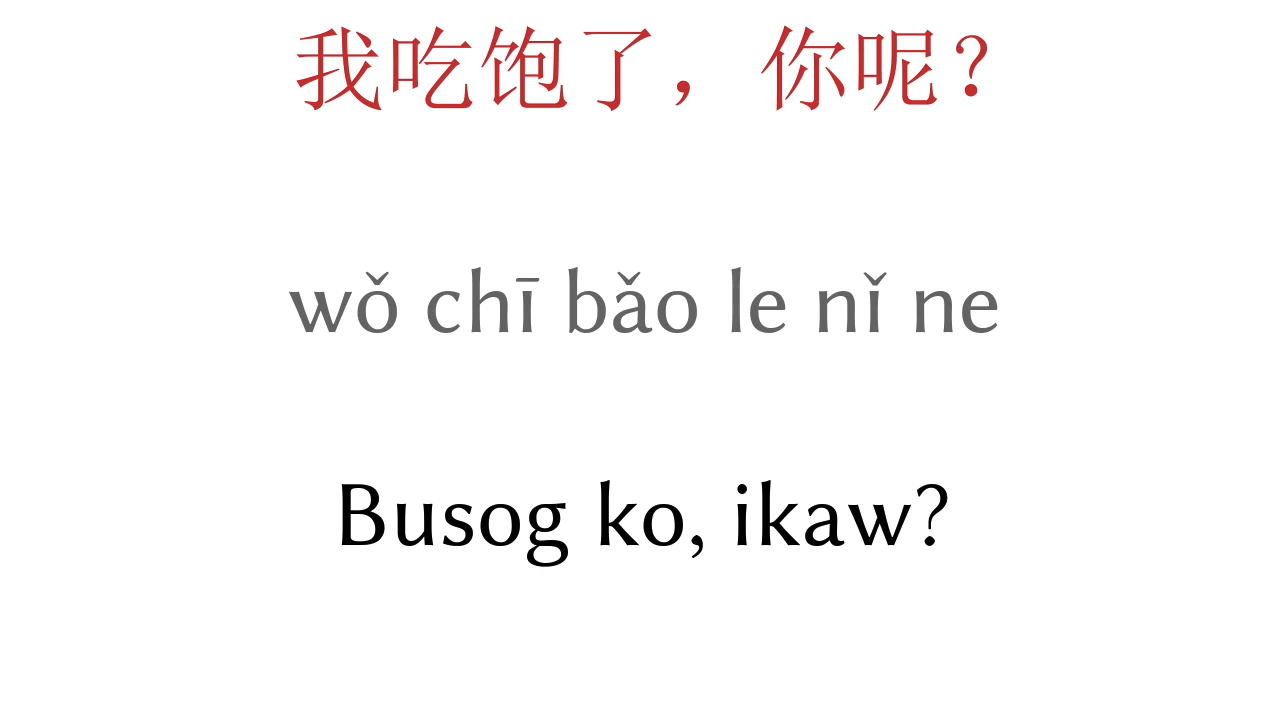 我吃饱了，你呢？
wǒ chī bǎo le nǐ ne
Busog ko, ikaw?